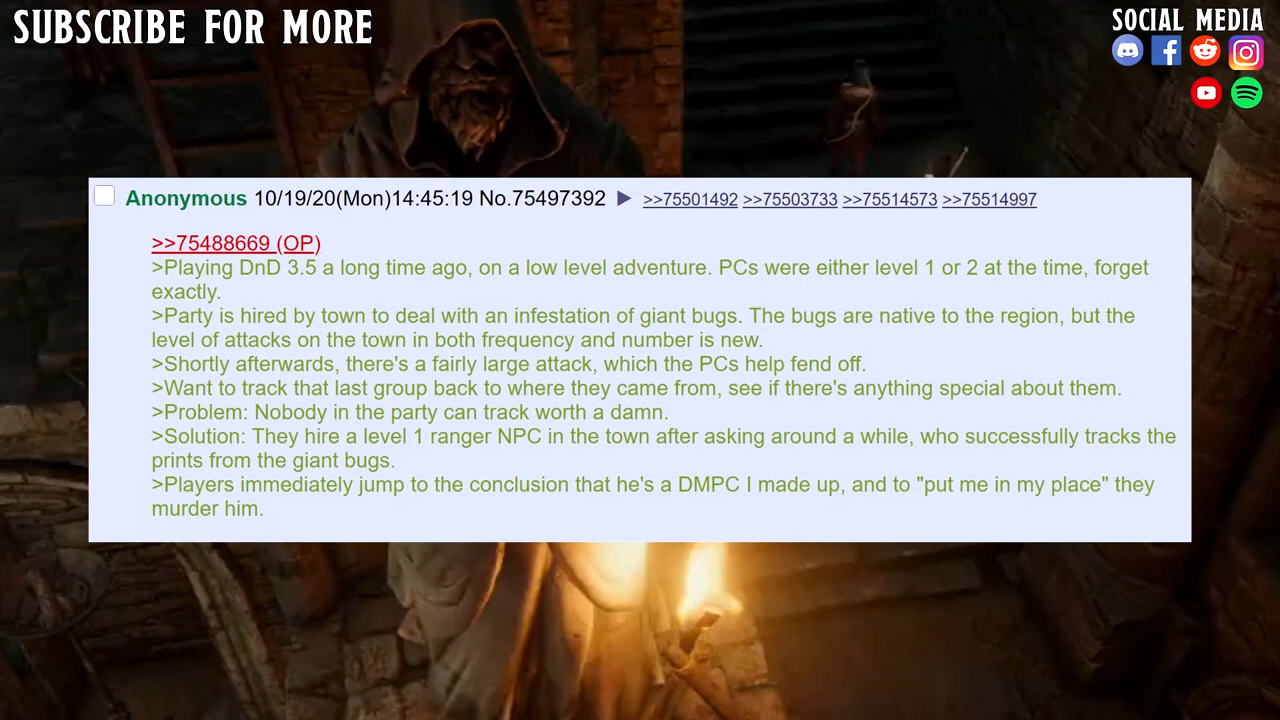 SUBSCRIBE FOR MORE
SOCIAL MEDIA
Anonymous 10/19/20(Mon)14:45:19 No.75497392 ▶ >>75501492 >>75503733 >>75514573 >>75514997
>>75488669 (OP)
>Playing DnD 3.5 a long time ago, on a low level adventure. PCs were either level 1 or 2 at the time, forget
exactly.
>Party is hired by town to deal with an infestation of giant bugs. The bugs are native to the region, but the
level of attacks on the town in both frequency and number is new.
>Shortly afterwards, there's a fairly large attack, which the PCs help fend off.
>Want to track that last group back to where they came from, see if there's anything special about them.
>Problem: Nobody in the party can track worth a damn.
>Solution: They hire a level 1 ranger NPC in the town after asking around a while, who successfully tracks the
prints from the giant bugs.
>Players immediately jump to the conclusion that he's a DMPC I made up, and to "put me in my place" they
murder him.